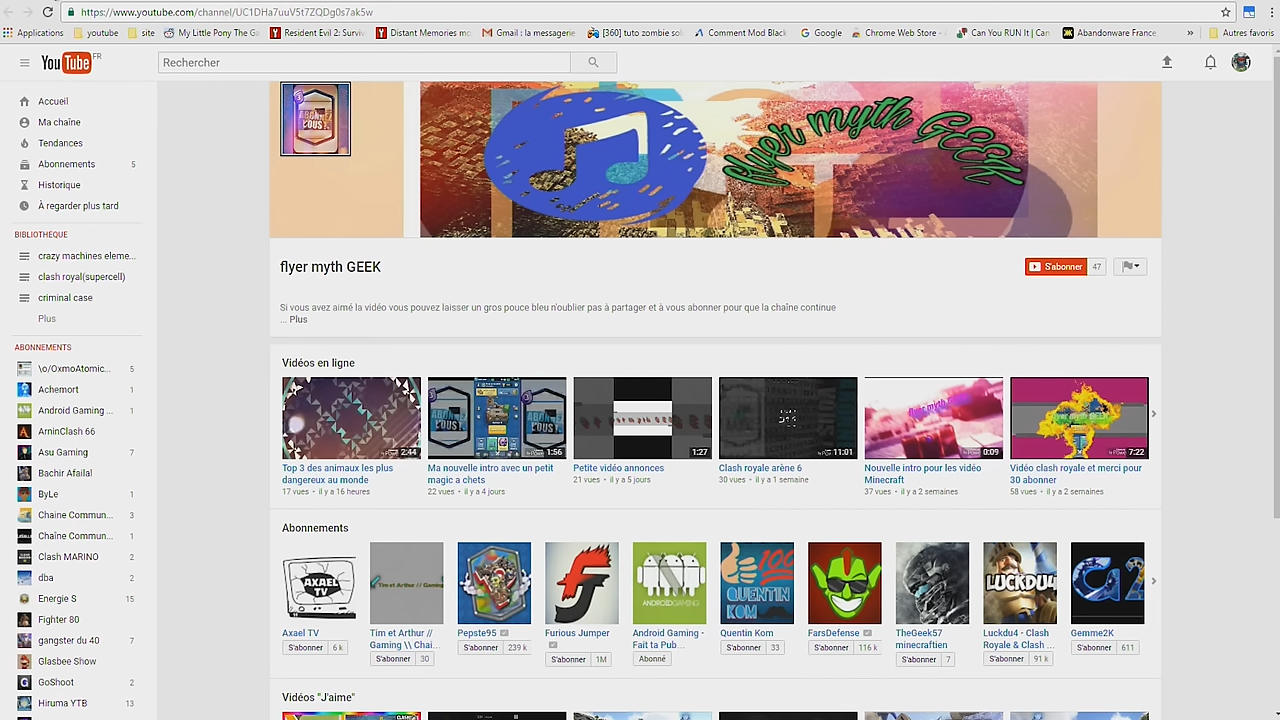 https://www.youtube.com/channel/UC1DHa7uuV5t7ZQDg0s7ak5w
Applications youtube site My Little Pony The Ga Resident Evil 2: Surviv Distant Memories mo Gmail : la messagerie [360] tuto zombie sol Comment Mod Black Google Chrome Web Store - Can You RUN It | Can Abandonware France » Autres favoris
YouTube FR
Rechercher
Accueil
Ma chaîne
Tendances
Abonnements 5
Historique
À regarder plus tard
BIBLIOTHÈQUE
crazy machines eleme...
clash royal(supercell)
criminal case
Plus
ABONNEMENTS
\o/OxmoAtomic... 5
Achemort 1
Android Gaming ... 1
ArninClash 66
Asu Gaming 7
Bachir Afailal
ByLe 1
Chaine Commun... 3
Chaîne Commun... 1
Clash MARINO 2
dba 2
Energie S 15
Fighter 80
gangster du 40 7
Glasbee Show
GoShoot 2
Hiruma YTB 13
flyer myth GEEK
flyer myth GEEK
S'abonner 47
Si vous avez aimé la vidéo vous pouvez laisser un gros pouce bleu n'oublier pas à partager et à vous abonner pour que la chaîne continue
... Plus
Vidéos en ligne
2:44
1:56
1:27
11:01
0:09
flyer myth GEEK
7:22
Top 3 des animaux les plus dangereux au monde
17 vues • il y a 16 heures
Ma nouvelle intro avec un petit magic a chets
22 vues • il y a 4 jours
Petite vidéo annonces
21 vues • il y a 5 jours
Clash royale arène 6
30 vues • il y a 1 semaine
Nouvelle intro pour les vidéo Minecraft
37 vues • il y a 2 semaines
Vidéo clash royale et merci pour 30 abonner
58 vues • il y a 2 semaines
Abonnements
AXAEL TV
Tim et Arthur // Gaming
ANDROIDGAMING
100
QUENTIN KOM
LUCKDU4
Axael TV
S'abonner 6 k
Tim et Arthur // Gaming \\ Chai...
S'abonner 30
Pepste95
S'abonner 239 k
Furious Jumper
S'abonner 1M
Android Gaming - Fait ta Pub...
Abonné
Quentin Kom
S'abonner 33
FarsDefense
S'abonner 116 k
TheGeek57 minecraftien
S'abonner 7
Luckdu4 - Clash Royale & Clash ...
S'abonner 91 k
Gemme2K
S'abonner 611
Vidéos "J'aime"